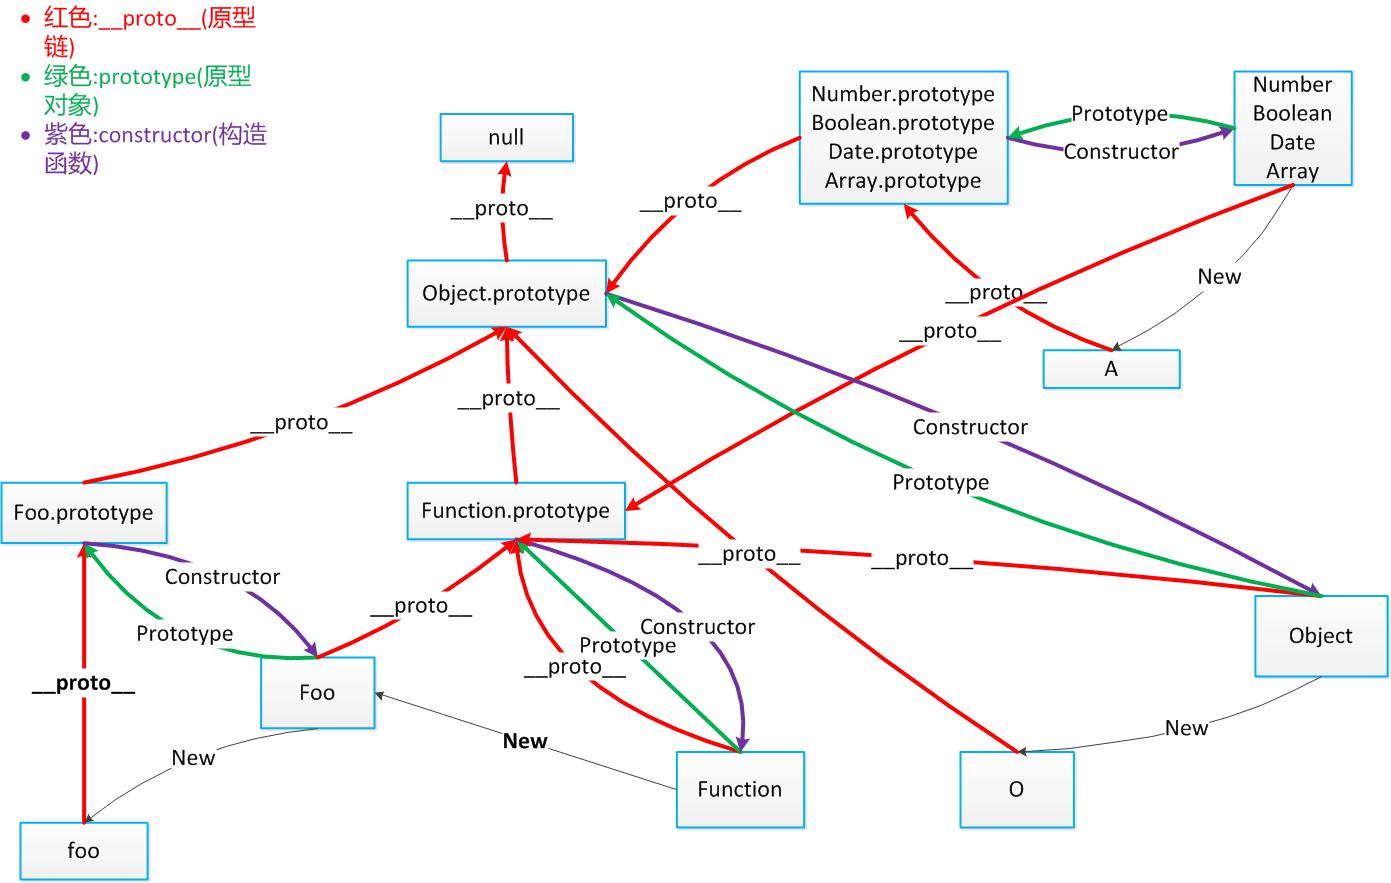 红色:__proto__(原型
链)
绿色:prototype(原型
对象)
紫色:constructor(构造
函数)
Number.prototype
Boolean.prototype
Date.prototype
Array.prototype
Number
Boolean
Date
Array
Prototype
Constructor
null
__proto__
__proto__
Object.prototype
New
__proto__
__proto__
A
__proto__
__proto__
Constructor
Prototype
Foo.prototype
Function.prototype
__proto__
__proto__
Constructor
__proto__
Prototype
Constructor
Prototype
__proto__
Object
__proto__
Foo
New
New
New
Function
O
foo